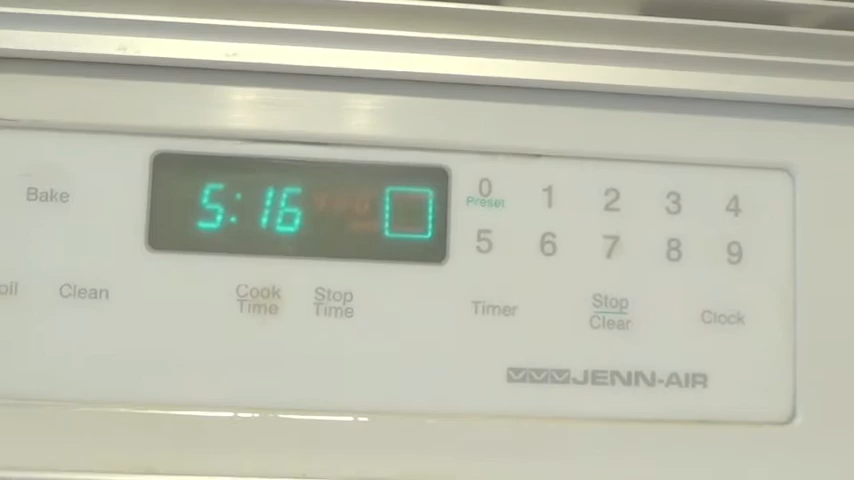 Bake
5:16
0 1 2 3 4
Preset
5 6 7 8 9
Clean
Cook
Time
Stop
Time
Timer
Stop
Clear
Clock
JENN-AIR